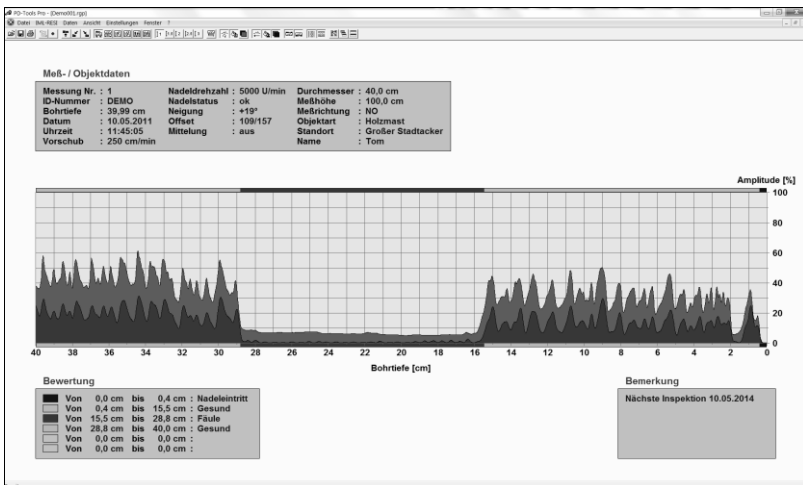 PD-Tools Pro - [Demo001.rgp]
Datei IML-RESI Daten Ansicht Einstellungen Fenster ?
Meß- / Objektdaten
Messung Nr. : 1 Nadeldrehzahl : 5000 U/min Durchmesser : 40,0 cm
ID-Nummer : DEMO Nadelstatus : ok Meßhöhe : 100,0 cm
Bohrtiefe : 39,99 cm Neigung : +19° Meßrichtung : NO
Datum : 10.05.2011 Offset : 109/157 Objektart : Holzmast
Uhrzeit : 11:45:05 Mittelung : aus Standort : Großer Stadtacker
Vorschub : 250 cm/min Name : Tom
Amplitude [%]
100
80
60
40
20
0
40 38 36 34 32 30 28 26 24 22 20 18 16 14 12 10 8 6 4 2 0
Bohrtiefe [cm]
Bewertung Bemerkung
Von 0,0 cm bis 0,4 cm : Nadeleintritt Nächste Inspektion 10.05.2014
Von 0,4 cm bis 15,5 cm : Gesund
Von 15,5 cm bis 28,8 cm : Fäule
Von 28,8 cm bis 40,0 cm : Gesund
Von 0,0 cm bis 0,0 cm :
Von 0,0 cm bis 0,0 cm :